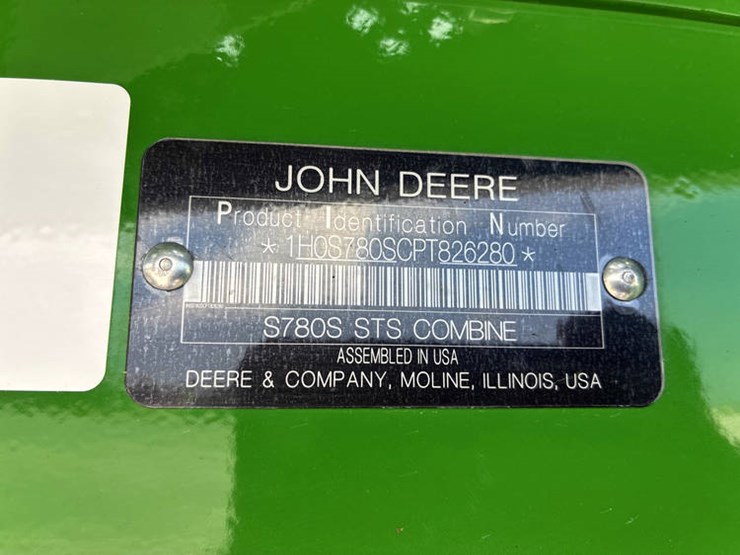 JOHN DEERE
Product Identification Number
* 1H0S780SCPT826280 *
S780S STS COMBINE
ASSEMBLED IN USA
DEERE & COMPANY, MOLINE, ILLINOIS, USA